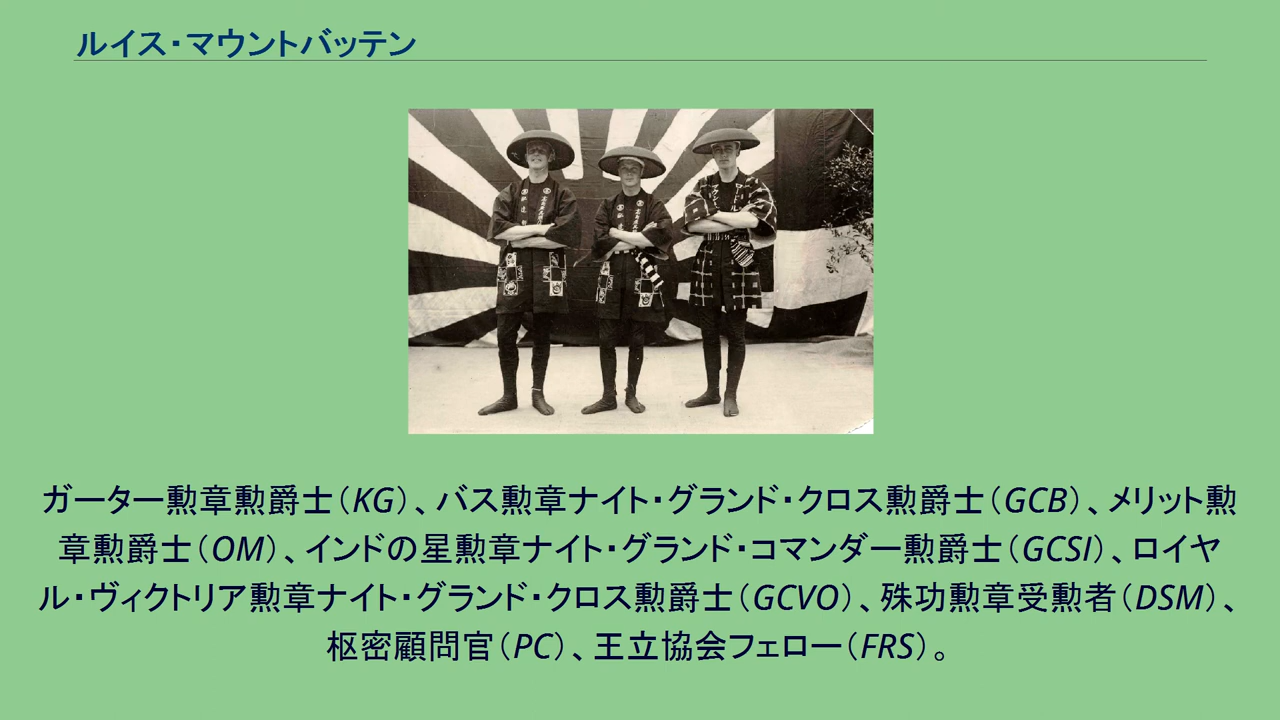 ルイス・マウントバッテン
ガーター勲章勲爵士(KG)、バス勲章ナイト・グランド・クロス勲爵士(GCB)、メリット勲
章勲爵士(OM)、インドの星勲章ナイト・グランド・コマンダー勲爵士(GCSI)、ロイヤ
ル・ヴィクトリア勲章ナイト・グランド・クロス勲爵士(GCVO)、殊功勲章受勲者(DSM)、
枢密顧問官(PC)、王立協会フェロー(FRS)。